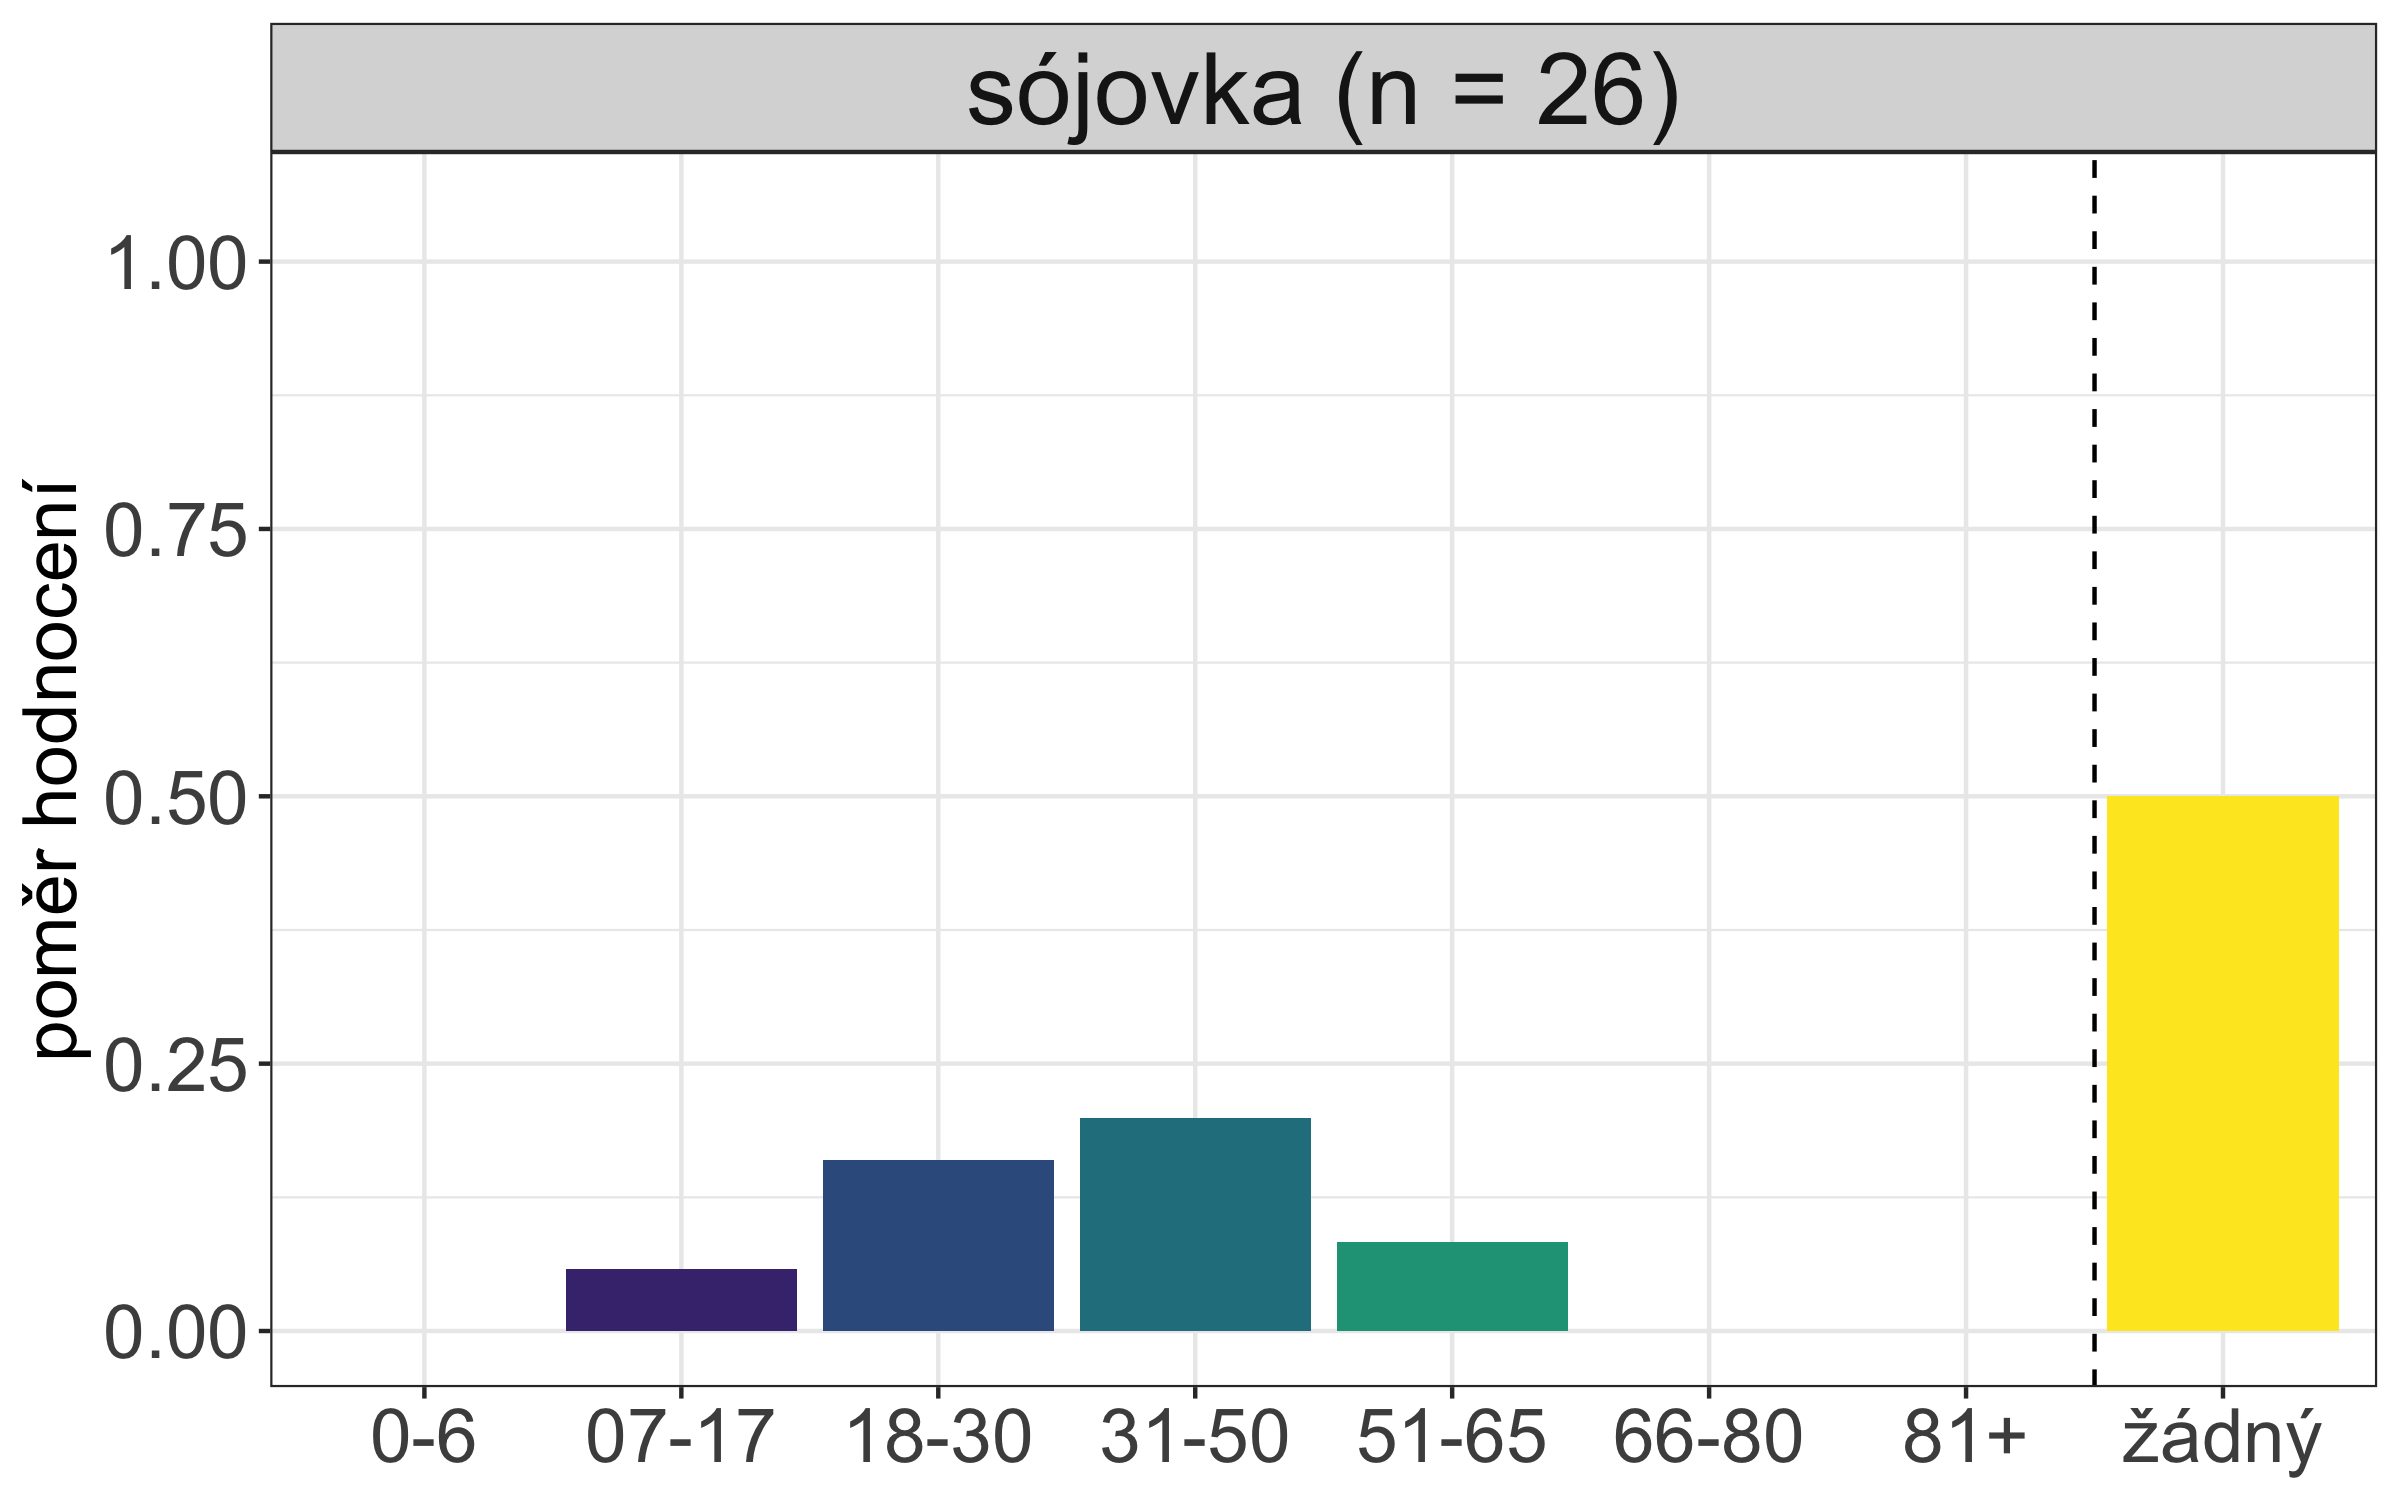 sójovka (n = 26)
poměr hodnocení
1.00
0.75
0.50
0.25
0.00
0-6 07-17 18-30 31-50 51-65 66-80 81+ žádný